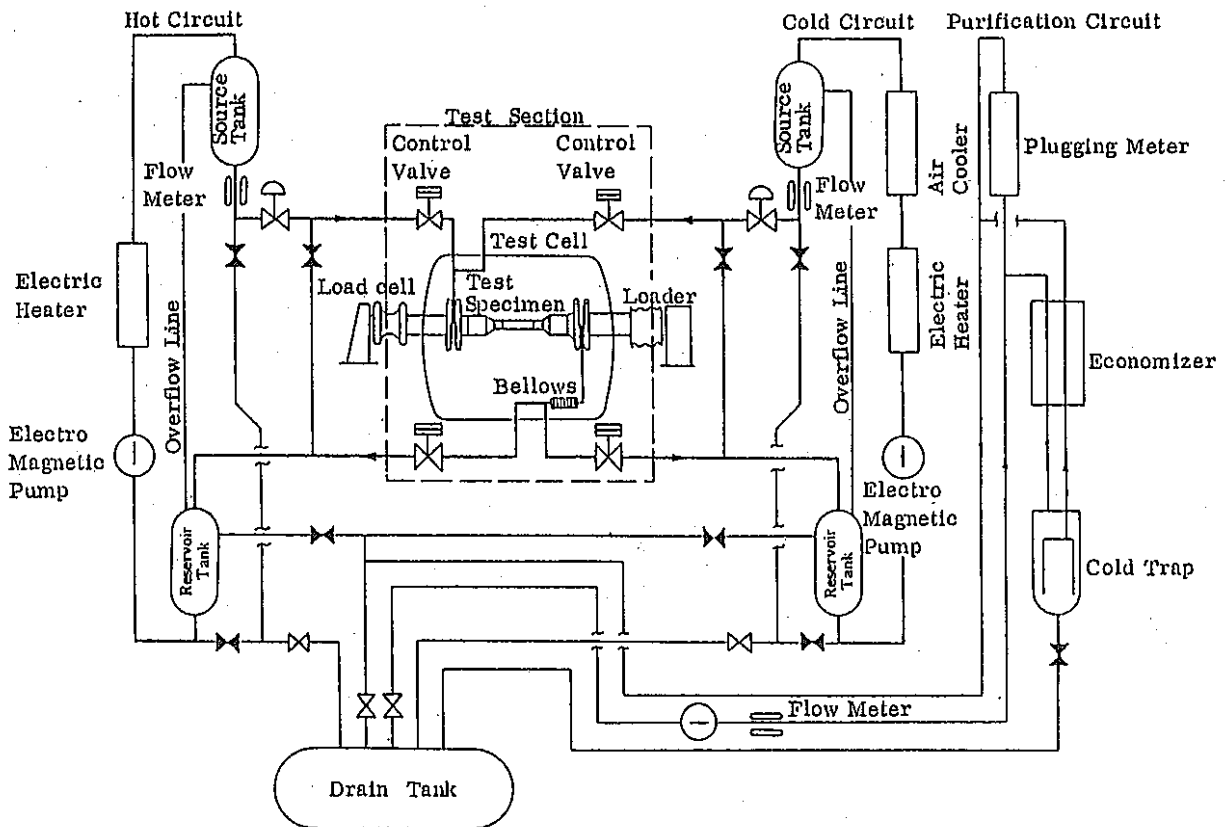 Hot Circuit
Cold Circuit
Purification Circuit
Source
Tank
Source
Tank
Test Section
Control
Valve
Control
Valve
Flow
Meter
Flow
Meter
Air
Cooler
Plugging Meter
Test Cell
Electric
Heater
Overflow Line
Load cell
Test
Specimen
Loader
Overflow Line
Electric
Heater
Economizer
Bellows
Electro
Magnetic
Pump
Electro
Magnetic
Pump
Reservoir
Tank
Reservoir
Tank
Cold Trap
Flow Meter
Drain Tank